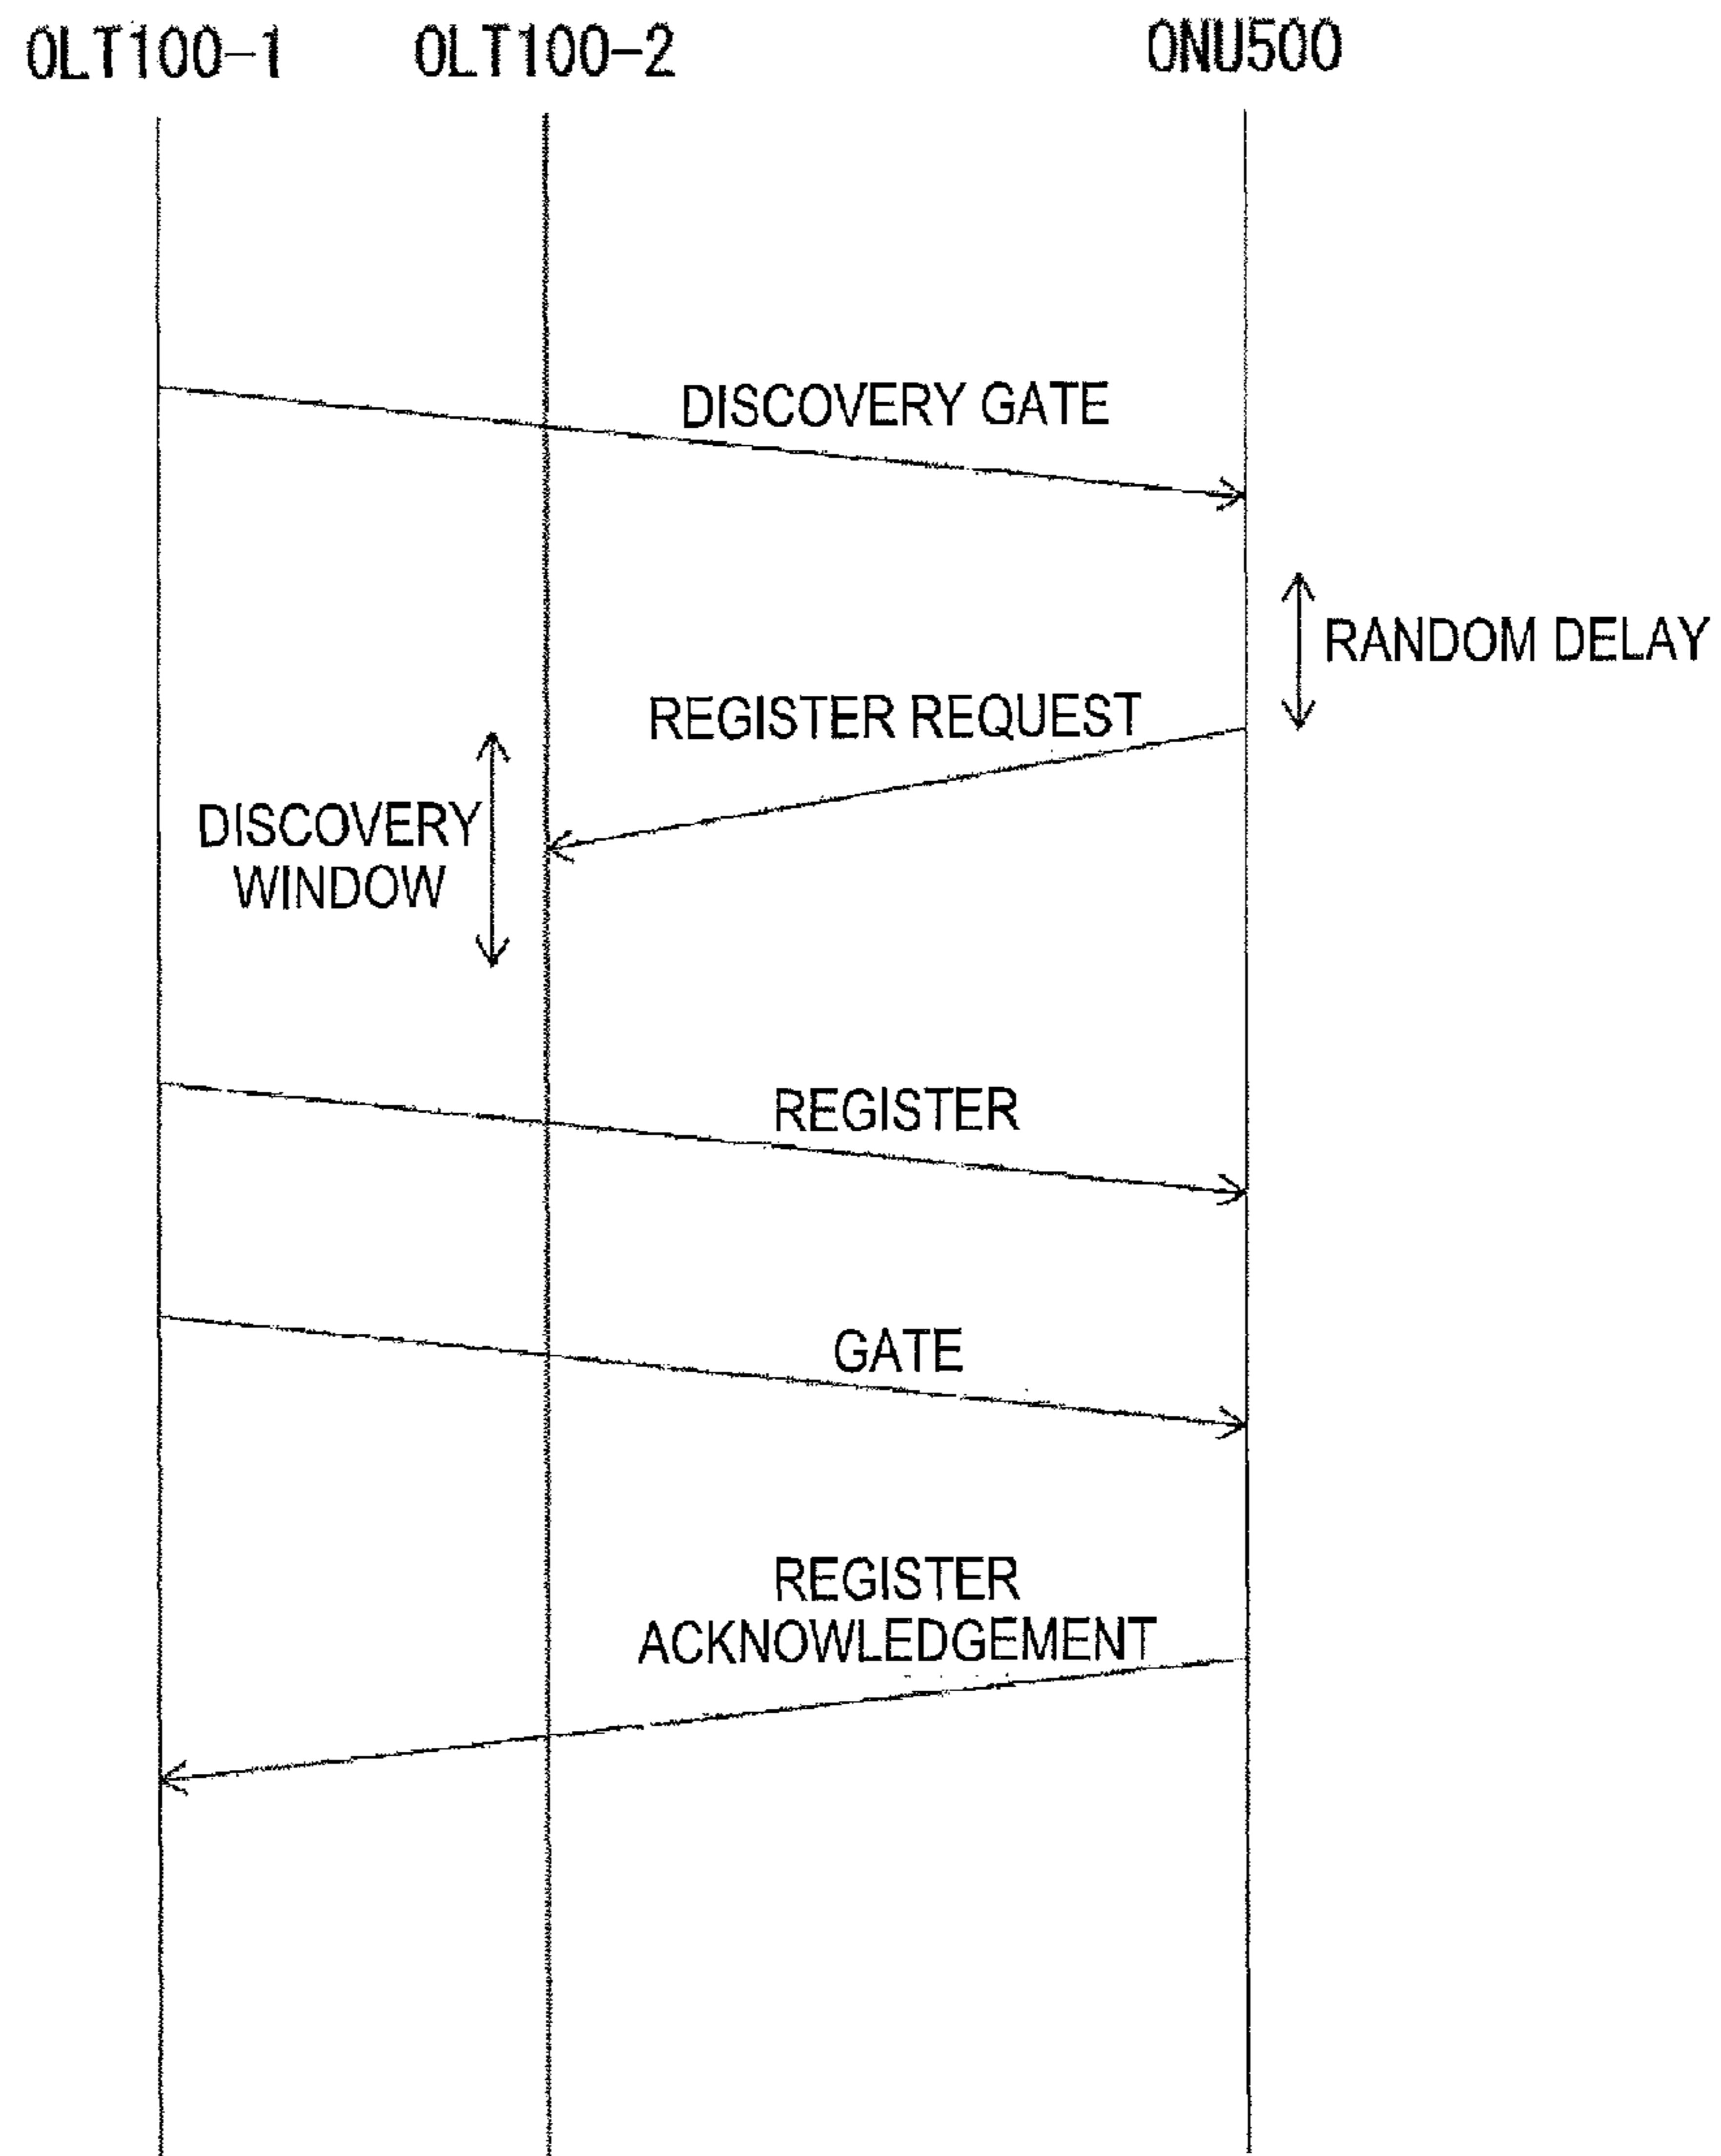 OLT100-1 OLT100-2 ONU500
DISCOVERY GATE
RANDOM DELAY
REGISTER REQUEST
DISCOVERY
WINDOW
REGISTER
GATE
REGISTER
ACKNOWLEDGEMENT